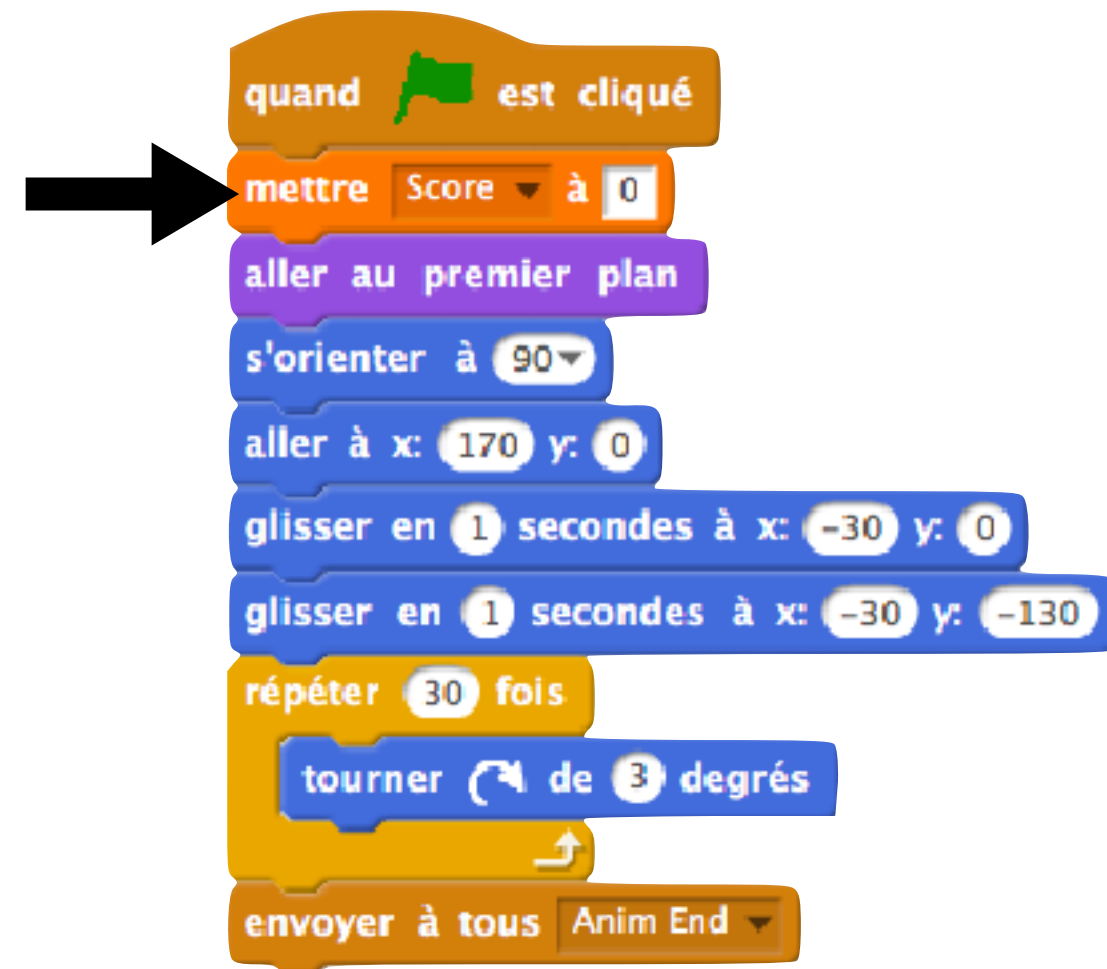 quand est cliqué
mettre Score à 0
aller au premier plan
s'orienter à 90
aller à x: 170 y: 0
glisser en 1 secondes à x: -30 y: 0
glisser en 1 secondes à x: -30 y: -130
répéter 30 fois
tourner de 3 degrés
envoyer à tous Anim End